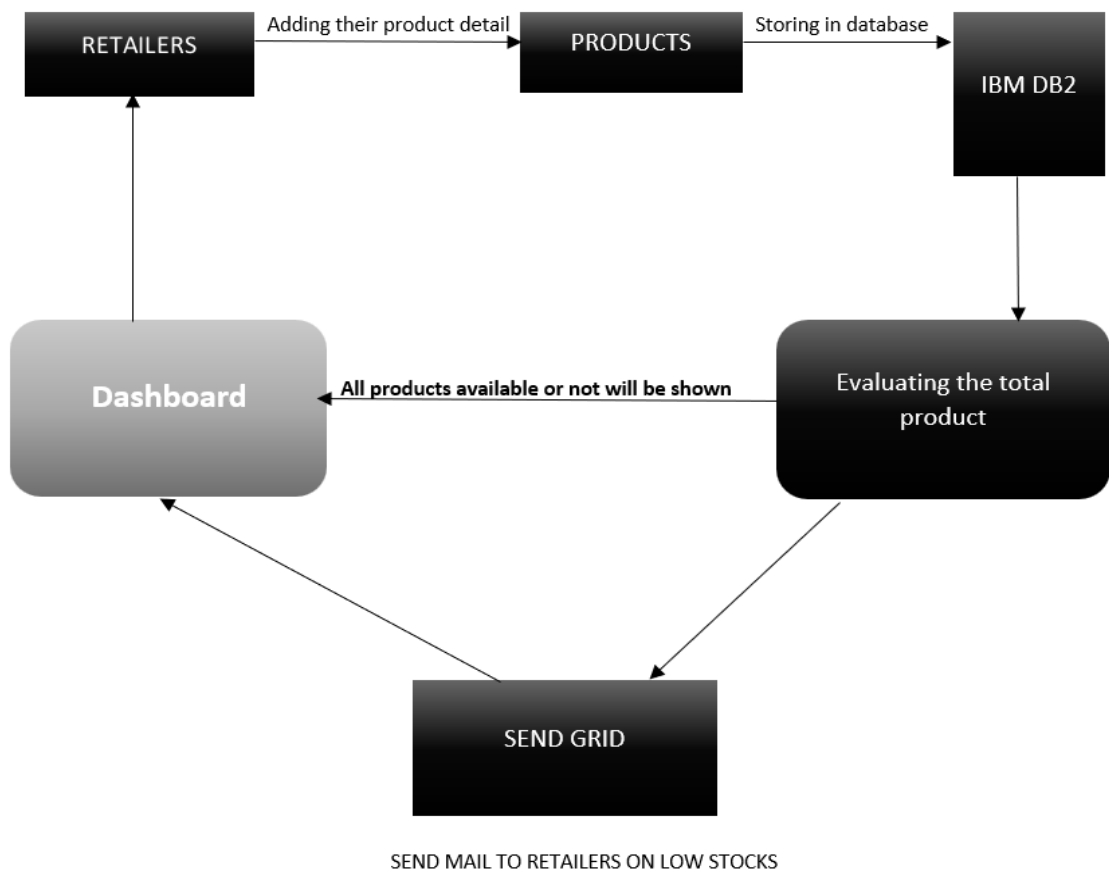 RETAILERS
Adding their product detail
PRODUCTS
Storing in database
IBM DB2
Dashboard
All products available or not will be shown
Evaluating the total
product
SEND GRID
SEND MAIL TO RETAILERS ON LOW STOCKS